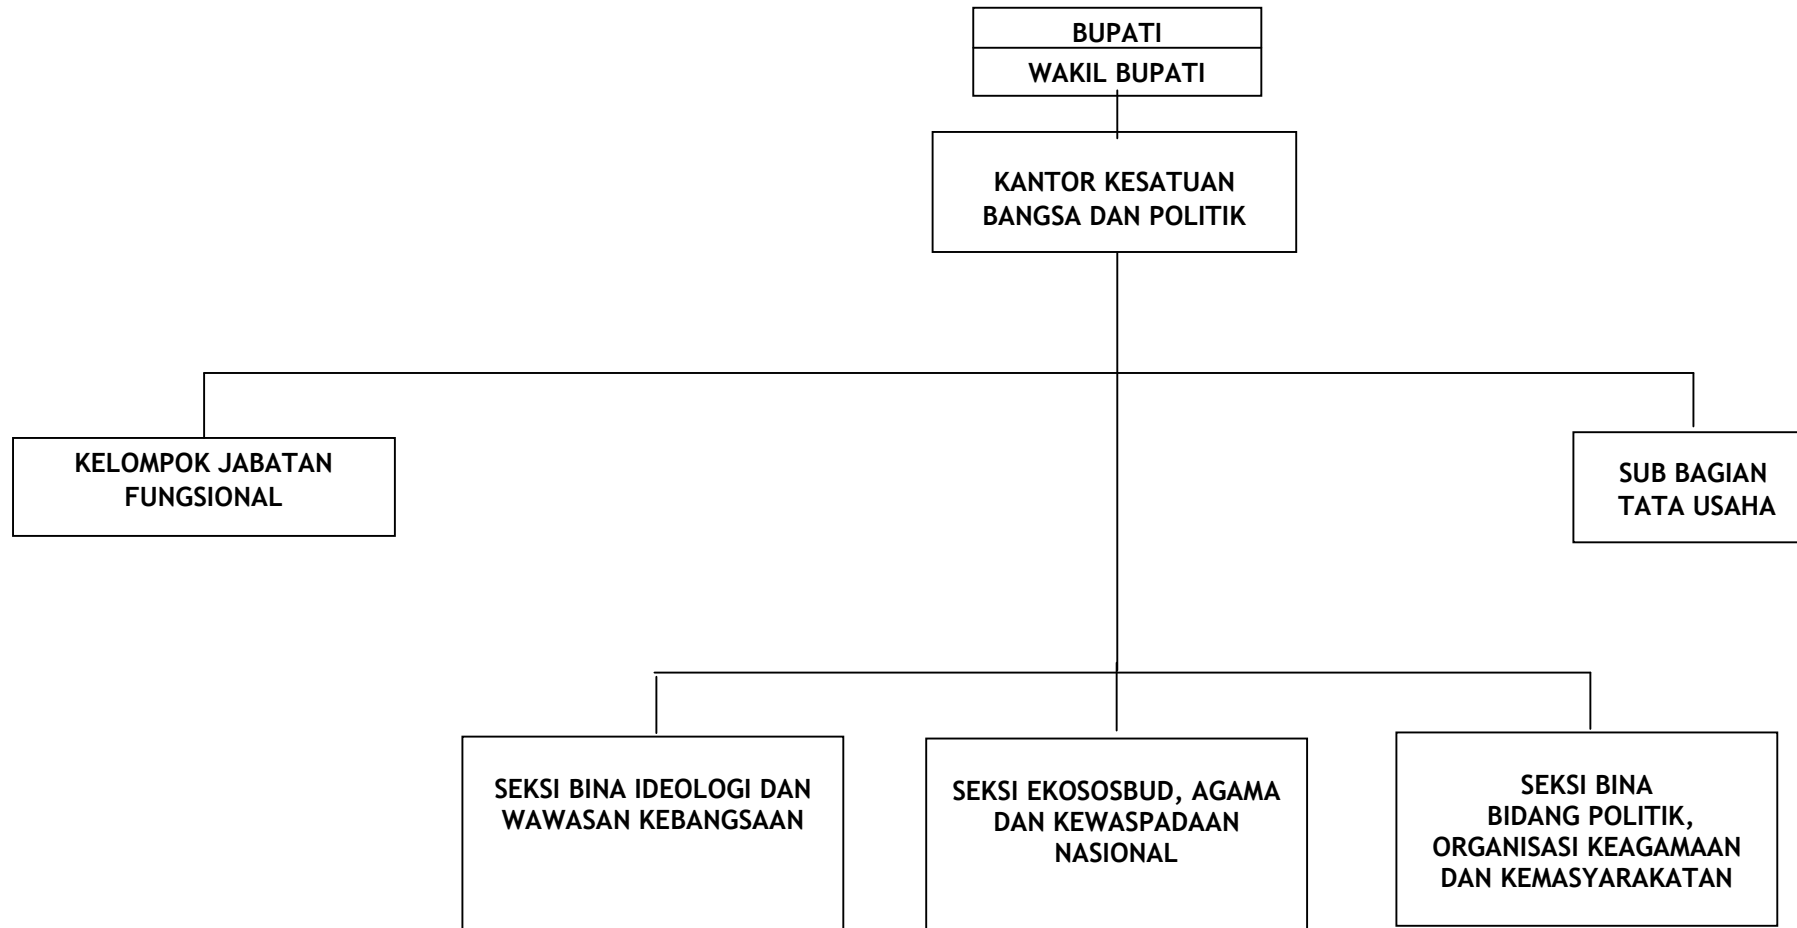 BUPATI
WAKIL BUPATI
KANTOR KESATUAN
BANGSA DAN POLITIK
KELOMPOK JABATAN
FUNGSIONAL
SUB BAGIAN
TATA USAHA
SEKSI BINA IDEOLOGI DAN
WAWASAN KEBANGSAAN
SEKSI EKOSOSBUD, AGAMA
DAN KEWASPADAAN
NASIONAL
SEKSI BINA
BIDANG POLITIK,
ORGANISASI KEAGAMAAN
DAN KEMASYARAKATAN